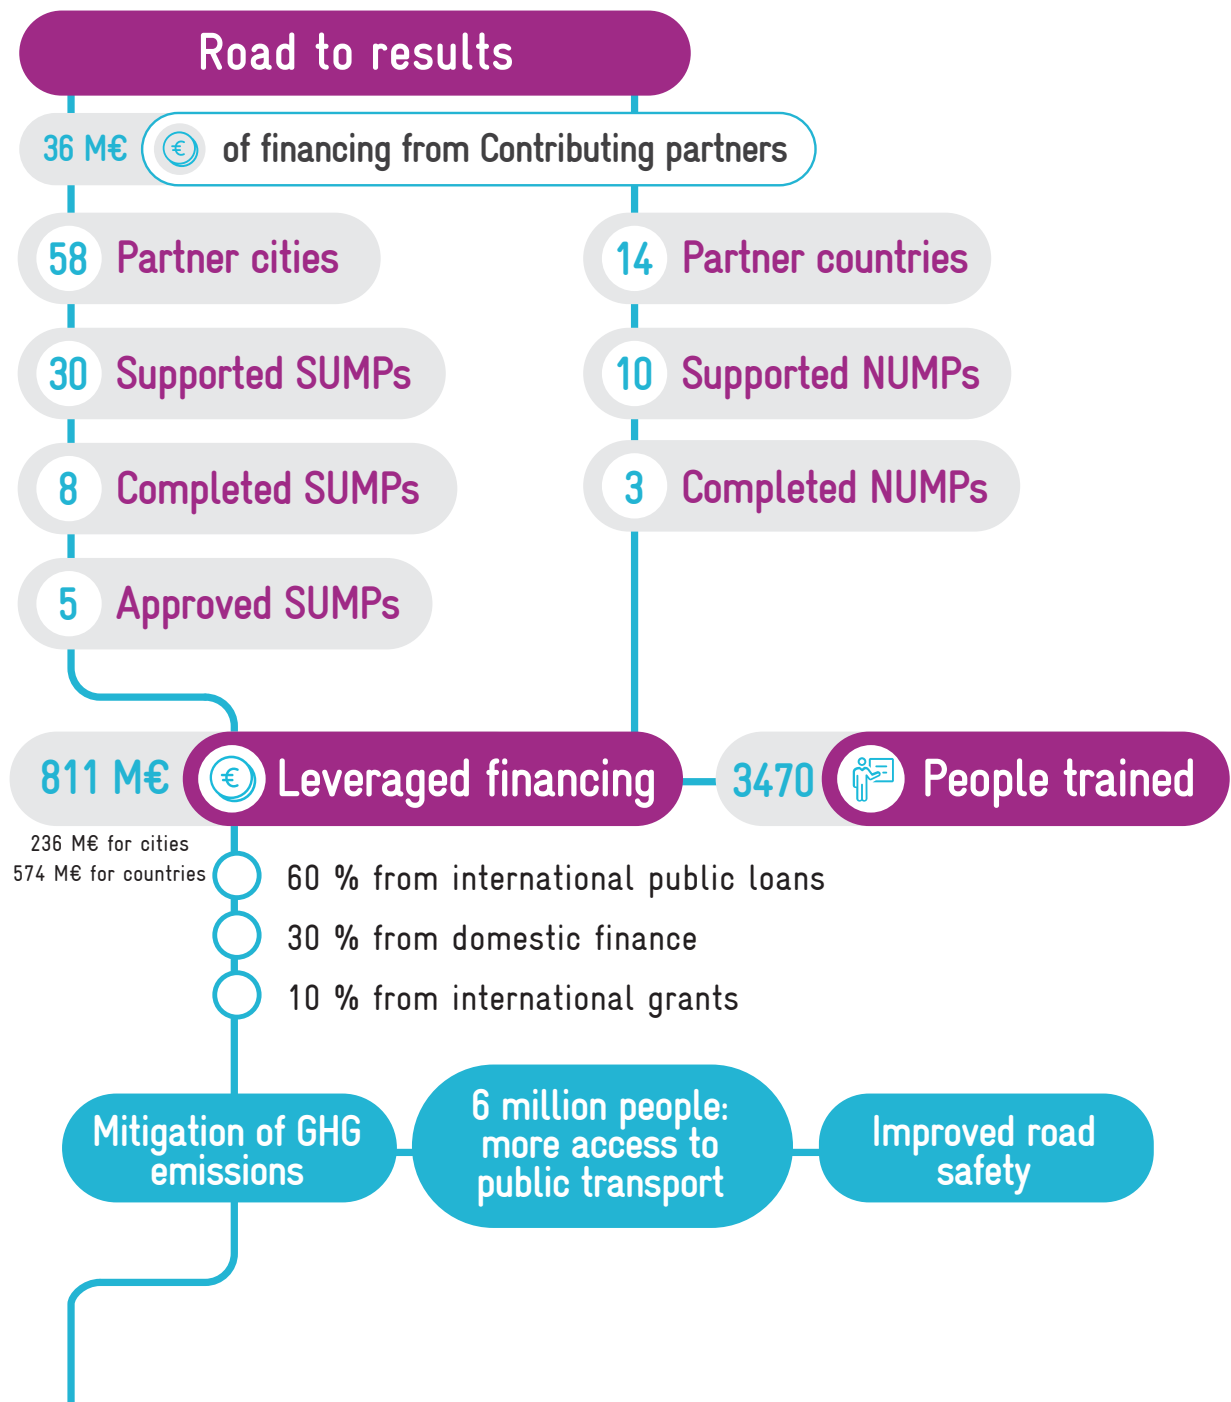 Road to results
36 M€ of financing from Contributing partners
58 Partner cities
14 Partner countries
30 Supported SUMPs
10 Supported NUMPs
8 Completed SUMPs
3 Completed NUMPs
5 Approved SUMPs
811 M€ € Leveraged financing
3470 People trained
236 M€ for cities
574 M€ for countries
60 % from international public loans
30 % from domestic finance
10 % from international grants
Mitigation of GHG
emissions
6 million people:
more access to
public transport
Improved road
safety